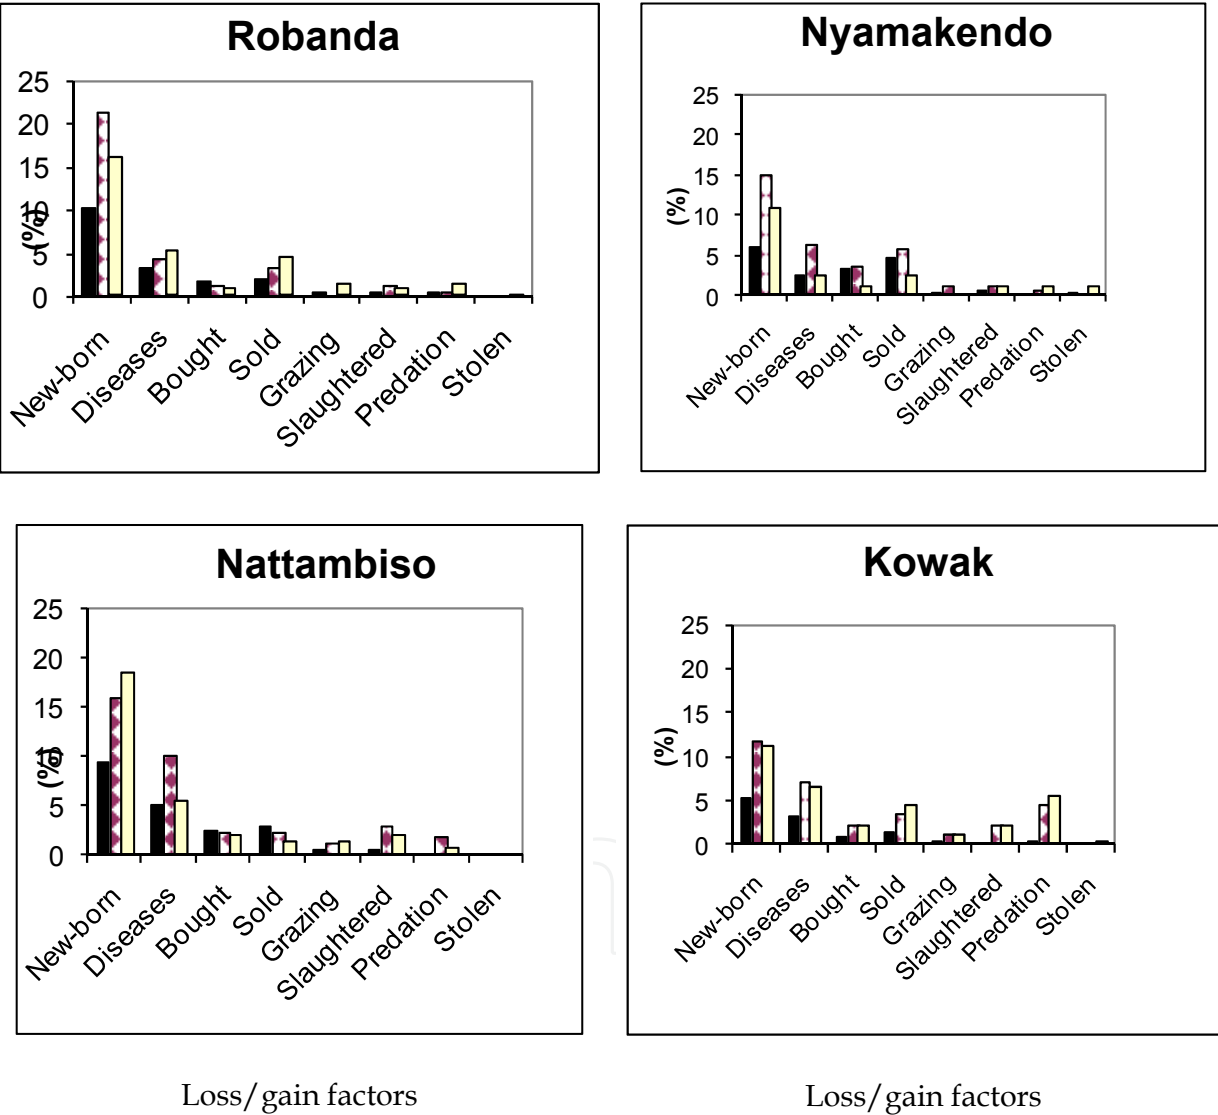 Robanda
25
20
15
10
5
0
(%)
New-born
Diseases
Bought
Sold
Grazing
Slaughtered
Predation
Stolen
Nyamakendo
25
20
15
10
5
0
(%)
New-born
Diseases
Bought
Sold
Grazing
Slaughtered
Predation
Stolen
Nattambiso
25
20
15
10
5
0
(%)
New-born
Diseases
Bought
Sold
Grazing
Slaughtered
Predation
Stolen
Kowak
25
20
15
10
5
0
(%)
New-born
Diseases
Bought
Sold
Grazing
Slaughtered
Predation
Stolen
Loss/gain factors
Loss/gain factors